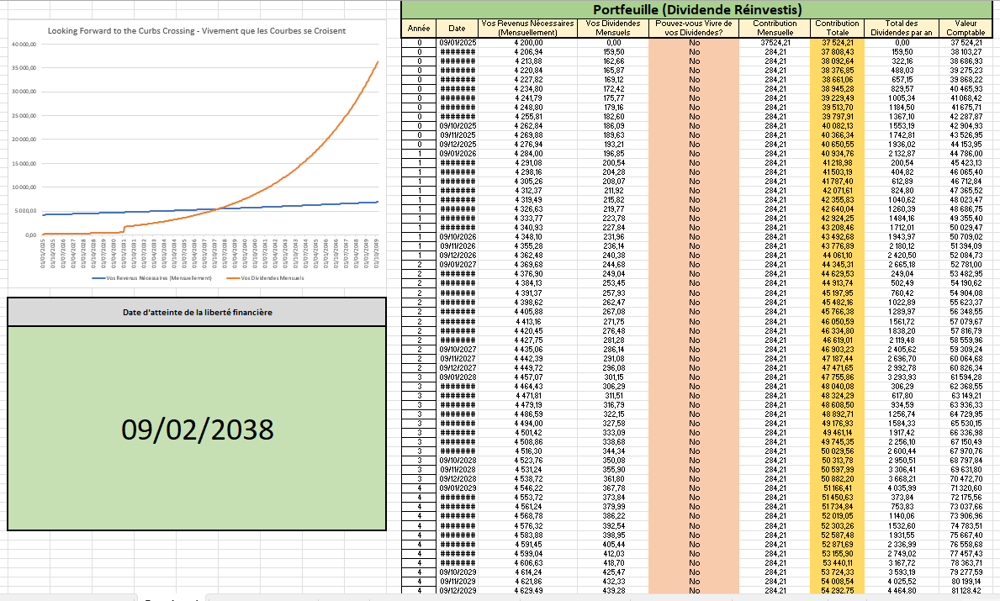 Looking Forward to the Curbs Crossing - Vivement que les Courbes se Croisent
40 000,00
35 000,00
30 000,00
25 000,00
20 000,00
15 000,00
10 000,00
5 000,00
0,00
Vos Revenus Nécessaires (Mensuellement) Vos Dividendes Mensuels
Date d'atteinte de la liberté financière
09/02/2038
Portfeuille (Dividende Réinvestis)
Année Date Vos Revenus Nécessaires (Mensuellement) Vos Dividendes Mensuels Pouvez-vous Vivre de vos Dividendes? Contribution Mensuelle Contribution Totale Total des Dividendes par an Valeur Comptable
0 09/01/2025 4 200,00 0,00 No 37524,21 37 524,21 0,00 37 524,21
0 ####### 4 206,94 159,50 No 284,21 37 808,43 159,50 38 103,27
0 ####### 4 213,88 162,66 No 284,21 38 092,64 322,16 38 686,93
0 ####### 4 220,84 165,87 No 284,21 38 376,85 488,03 39 275,23
0 ####### 4 227,82 169,12 No 284,21 38 661,06 657,15 39 868,22
0 ####### 4 234,80 172,42 No 284,21 38 945,28 829,57 40 465,93
0 ####### 4 241,79 175,77 No 284,21 39 229,49 1 005,34 41 068,42
0 ####### 4 248,80 179,16 No 284,21 39 513,70 1 184,50 41 675,71
0 ####### 4 255,81 182,60 No 284,21 39 797,91 1 367,10 42 287,87
0 09/10/2025 4 262,84 186,09 No 284,21 40 082,13 1 553,19 42 904,93
0 09/11/2025 4 269,88 189,63 No 284,21 40 366,34 1 742,81 43 526,95
0 09/12/2025 4 276,94 193,21 No 284,21 40 650,55 1 936,02 44 153,95
1 09/01/2026 4 284,00 196,85 No 284,21 40 934,76 2 132,87 44 786,00
1 ####### 4 291,08 200,54 No 284,21 41 218,98 200,54 45 423,13
1 ####### 4 298,16 204,28 No 284,21 41 503,19 404,82 46 065,40
1 ####### 4 305,26 208,07 No 284,21 41 787,40 612,89 46 712,84
1 ####### 4 312,37 211,92 No 284,21 42 071,61 824,80 47 365,52
1 ####### 4 319,49 215,82 No 284,21 42 355,83 1 040,62 48 023,47
1 ####### 4 326,63 219,77 No 284,21 42 640,04 1 260,39 48 686,75
1 ####### 4 333,77 223,78 No 284,21 42 924,25 1 484,16 49 355,40
1 ####### 4 340,93 227,84 No 284,21 43 208,46 1 712,01 50 029,47
1 09/10/2026 4 348,10 231,96 No 284,21 43 492,68 1 943,97 50 709,02
1 09/11/2026 4 355,28 236,14 No 284,21 43 776,89 2 180,12 51 394,09
1 09/12/2026 4 362,48 240,38 No 284,21 44 061,10 2 420,50 52 084,73
2 09/01/2027 4 369,68 244,68 No 284,21 44 345,31 2 665,18 52 781,00
2 ####### 4 376,90 249,04 No 284,21 44 629,53 249,04 53 482,95
2 ####### 4 384,13 253,45 No 284,21 44 913,74 502,49 54 190,62
2 ####### 4 391,37 257,93 No 284,21 45 197,95 760,42 54 904,08
2 ####### 4 398,62 262,47 No 284,21 45 482,16 1 022,89 55 623,37
2 ####### 4 405,88 267,08 No 284,21 45 766,38 1 289,97 56 348,55
2 ####### 4 413,16 271,75 No 284,21 46 050,59 1 561,72 57 079,67
2 ####### 4 420,45 276,48 No 284,21 46 334,80 1 838,20 57 816,79
2 ####### 4 427,75 281,28 No 284,21 46 619,01 2 119,48 58 559,96
2 09/10/2027 4 435,06 286,14 No 284,21 46 903,23 2 405,62 59 309,24
2 09/11/2027 4 442,39 291,08 No 284,21 47 187,44 2 696,70 60 064,68
2 09/12/2027 4 449,72 296,08 No 284,21 47 471,65 2 992,78 60 826,34
3 09/01/2028 4 457,07 301,15 No 284,21 47 755,86 3 293,93 61 594,28
3 ####### 4 464,43 306,29 No 284,21 48 040,08 306,29 62 368,55
3 ####### 4 471,81 311,51 No 284,21 48 324,29 617,80 63 149,21
3 ####### 4 479,19 316,79 No 284,21 48 608,50 934,59 63 936,33
3 ####### 4 486,59 322,15 No 284,21 48 892,71 1 256,74 64 729,95
3 ####### 4 494,00 327,58 No 284,21 49 176,93 1 584,33 65 530,15
3 ####### 4 501,42 333,09 No 284,21 49 461,14 1 917,42 66 336,98
3 ####### 4 508,86 338,68 No 284,21 49 745,35 2 256,10 67 150,49
3 ####### 4 516,30 344,34 No 284,21 50 029,56 2 600,44 67 970,76
3 09/10/2028 4 523,76 350,08 No 284,21 50 313,78 2 950,51 68 797,84
3 09/11/2028 4 531,24 355,90 No 284,21 50 597,99 3 306,41 69 631,80
3 09/12/2028 4 538,72 361,80 No 284,21 50 882,20 3 668,21 70 472,70
4 09/01/2029 4 546,22 367,78 No 284,21 51 166,41 4 035,99 71 320,60
4 ####### 4 553,72 373,84 No 284,21 51 450,63 373,84 72 175,56
4 ####### 4 561,24 379,99 No 284,21 51 734,84 753,83 73 037,66
4 ####### 4 568,78 386,22 No 284,21 52 019,05 1 140,06 73 906,96
4 ####### 4 576,32 392,54 No 284,21 52 303,26 1 532,60 74 783,51
4 ####### 4 583,88 398,95 No 284,21 52 587,48 1 931,55 75 667,40
4 ####### 4 591,45 405,44 No 284,21 52 871,69 2 336,99 76 558,68
4 ####### 4 599,04 412,03 No 284,21 53 155,90 2 749,02 77 457,43
4 ####### 4 606,63 418,70 No 284,21 53 440,11 3 167,72 78 363,71
4 09/10/2029 4 614,24 425,47 No 284,21 53 724,33 3 593,19 79 277,59
4 09/11/2029 4 621,86 432,33 No 284,21 54 008,54 4 025,52 80 199,14
4 09/12/2029 4 629,49 439,28 No 284,21 54 292,75 4 464,80 81 128,42